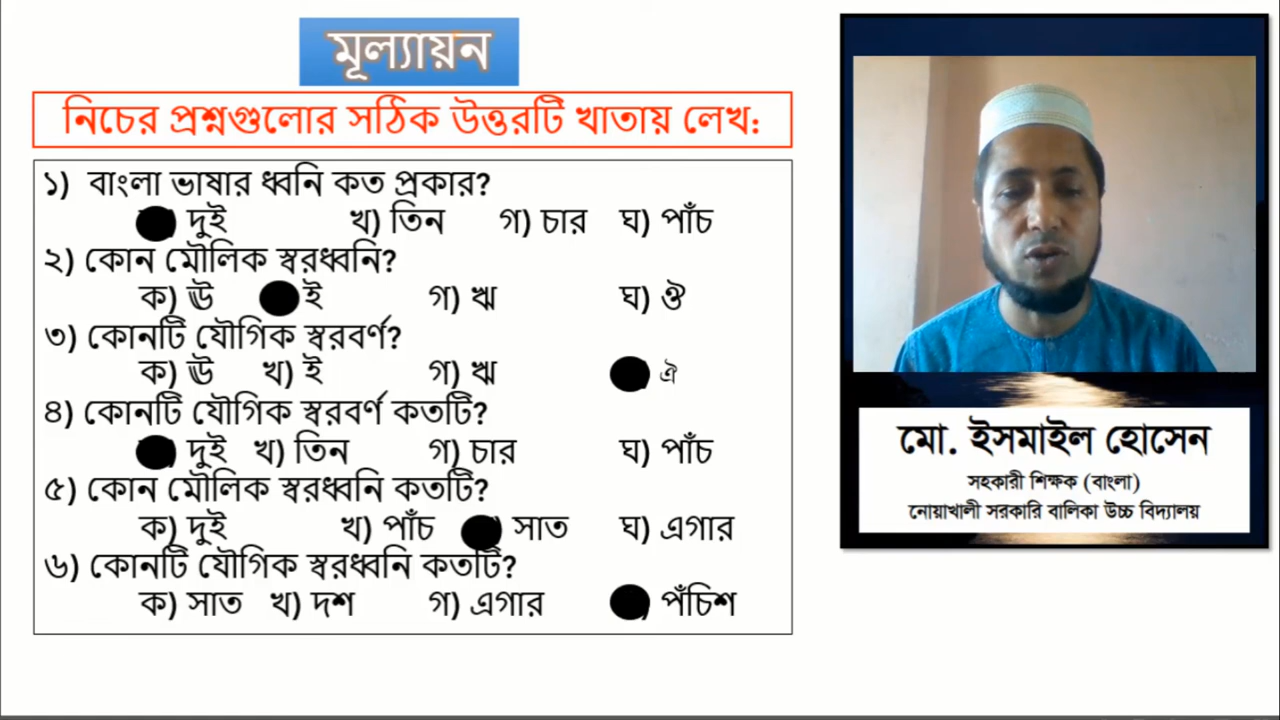 মূল্যায়ন
নিচের প্রশ্নগুলোর সঠিক উত্তরটি খাতায় লেখ:
১) বাংলা ভাষার ধ্বনি কত প্রকার?
দুই খ) তিন গ) চার ঘ) পাঁচ
২) কোন মৌলিক স্বরধ্বনি?
ক) ঊ ই গ) ঋ ঘ) ঔ
৩) কোনটি যৌগিক স্বরবর্ণ?
ক) ঊ খ) ই গ) ঋ ঐ
৪) কোনটি যৌগিক স্বরবর্ণ কতটি?
দুই খ) তিন গ) চার ঘ) পাঁচ
৫) কোন মৌলিক স্বরধ্বনি কতটি?
ক) দুই খ) পাঁচ সাত ঘ) এগার
৬) কোনটি যৌগিক স্বরধ্বনি কতটি?
ক) সাত খ) দশ গ) এগার পঁচিশ
মো. ইসমাইল হোসেন
সহকারী শিক্ষক (বাংলা)
নোয়াখালী সরকারি বালিকা উচ্চ বিদ্যালয়